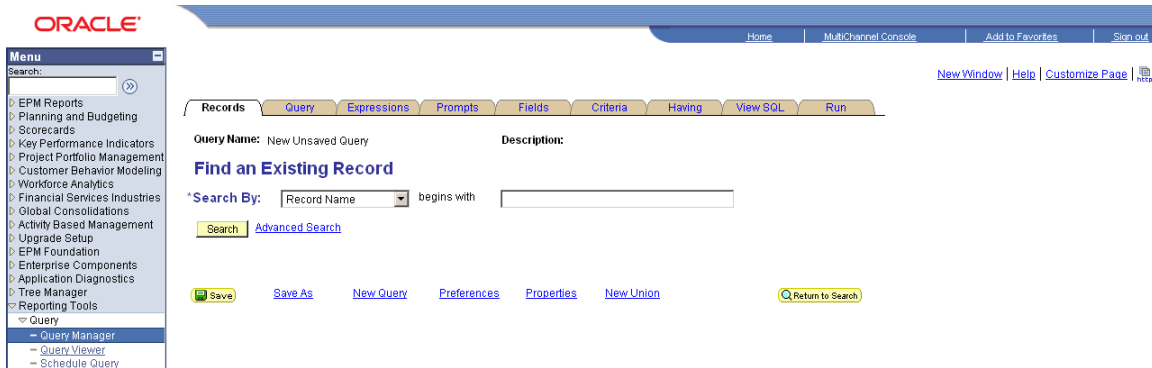 ORACLE
Home MultiChannel Console Add to Favorites Sign out
Menu
Search:
New Window | Help | Customize Page | http
EPM Reports
Planning and Budgeting
Scorecards
Key Performance Indicators
Project Portfolio Management
Customer Behavior Modeling
Workforce Analytics
Financial Services Industries
Global Consolidations
Activity Based Management
Upgrade Setup
EPM Foundation
Enterprise Components
Application Diagnostics
Tree Manager
Reporting Tools
Query
Query Manager
Query Viewer
Schedule Query
Records Query Expressions Prompts Fields Criteria Having View SQL Run
Query Name: New Unsaved Query Description:
Find an Existing Record
*Search By: Record Name begins with
Search Advanced Search
Save Save As New Query Preferences Properties New Union Return to Search